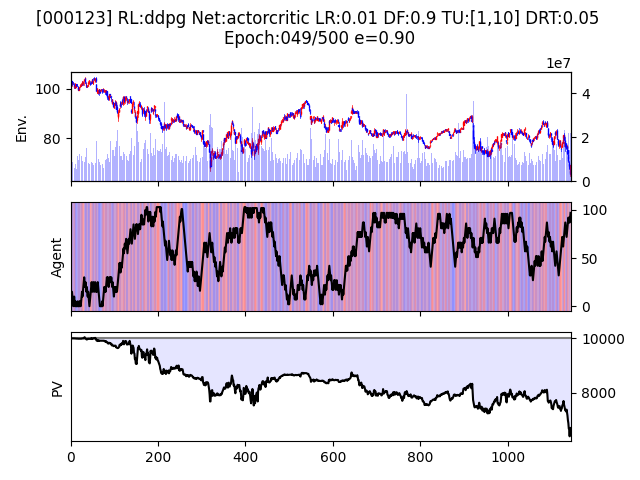 [000123] RL:ddpg Net:actorcritic LR:0.01 DF:0.9 TU:[1,10] DRT:0.05
Epoch:049/500 e=0.90
1e7
100
80
Env.
4
2
0
Agent
100
50
0
PV
10000
8000
0
200
400
600
800
1000